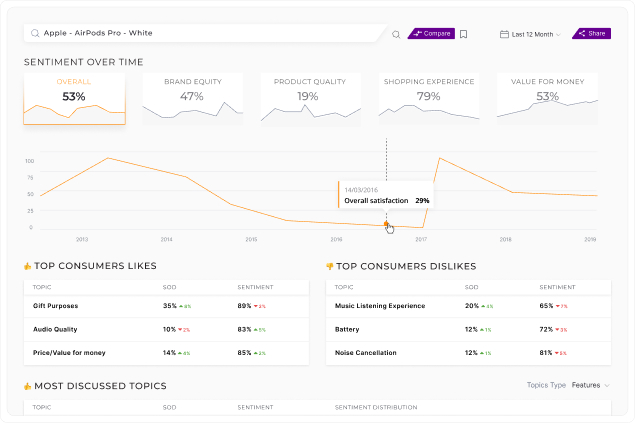 Apple - AirPods Pro - White
Compare
Last 12 Month
Share
SENTIMENT OVER TIME
OVERALL
53%
BRAND EQUITY
47%
PRODUCT QUALITY
19%
SHOPPING EXPERIENCE
79%
VALUE FOR MONEY
53%
100
75
50
25
0
14/03/2016
Overall satisfaction 29%
2013 2014 2015 2016 2017 2018 2019
TOP CONSUMERS LIKES
TOPIC SOD SENTIMENT
Gift Purposes 35% 8% 89% 3%
Audio Quality 10% 2% 83% 5%
Price/Value for money 14% 4% 85% 3%
TOP CONSUMERS DISLIKES
TOPIC SOD SENTIMENT
Music Listening Experience 20% 4% 65% 7%
Battery 12% 1% 72% 3%
Noise Cancellation 12% 1% 81% 5%
MOST DISCUSSED TOPICS
Topics Type Features
TOPIC SOD SENTIMENT SENTIMENT DISTRIBUTION